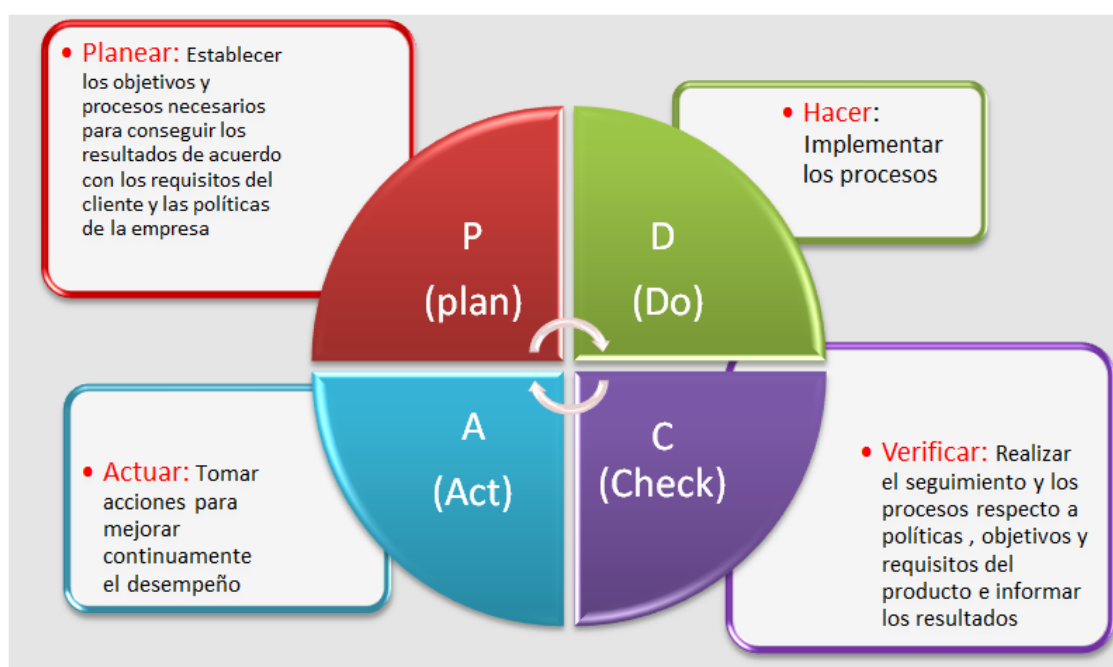 • Planear: Establecer
los objetivos y
procesos necesarios
para conseguir los
resultados de acuerdo
con los requisitos del
cliente y las políticas
de la empresa
• Hacer:
Implementar
los procesos
P
(plan)
D
(Do)
A
(Act)
C
(Check)
• Actuar: Tomar
acciones para
mejorar
continuamente
el desempeño
• Verificar: Realizar
el seguimiento y los
procesos respecto a
políticas , objetivos y
requisitos del
producto e informar
los resultados